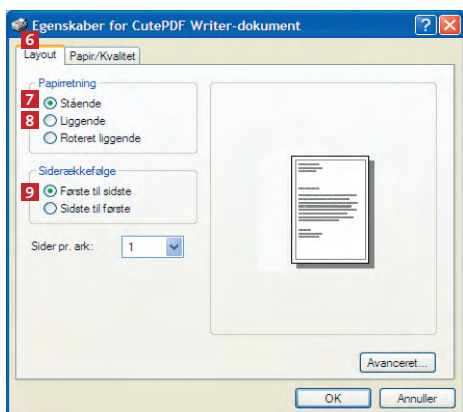 Egenskaber for CutePDF Writer-dokument
6
Layout Papir/Kvalitet
Papirretning
7 Stående
8 Liggende
Roteret liggende
Siderækkefølge
9 Første til sidste
Sidste til første
Sider pr. ark: 1
Avanceret...
OK Annuller